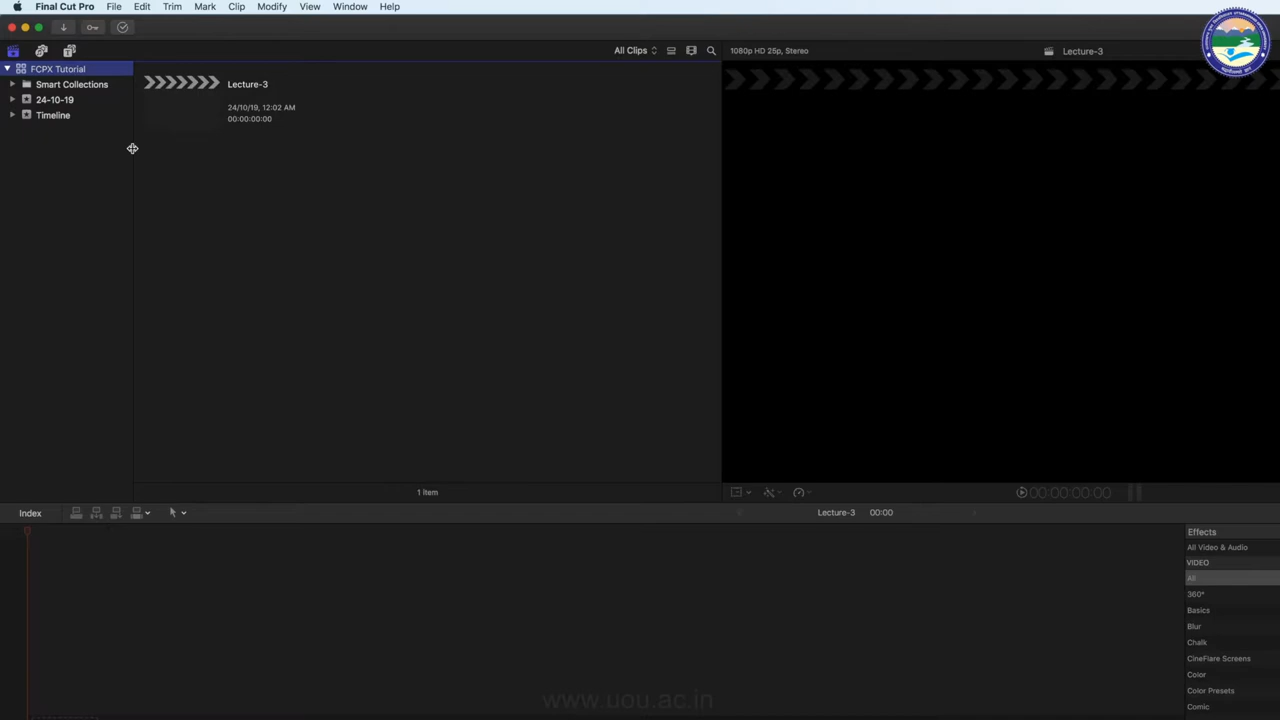 Final Cut Pro File Edit Trim Mark Clip Modify View Window Help
All Clips
1080p HD 25p, Stereo
Lecture-3
FCPX Tutorial
Smart Collections
24-10-19
Timeline
Lecture-3
24/10/19, 12:02 AM
00:00:00:00
1 Item
00:00:00:00
Index
Lecture-3 00:00
Effects
All Video & Audio
VIDEO
All
360°
Basics
Blur
Chalk
CineFlare Screens
Color
Color Presets
Comic
www.uou.ac.in